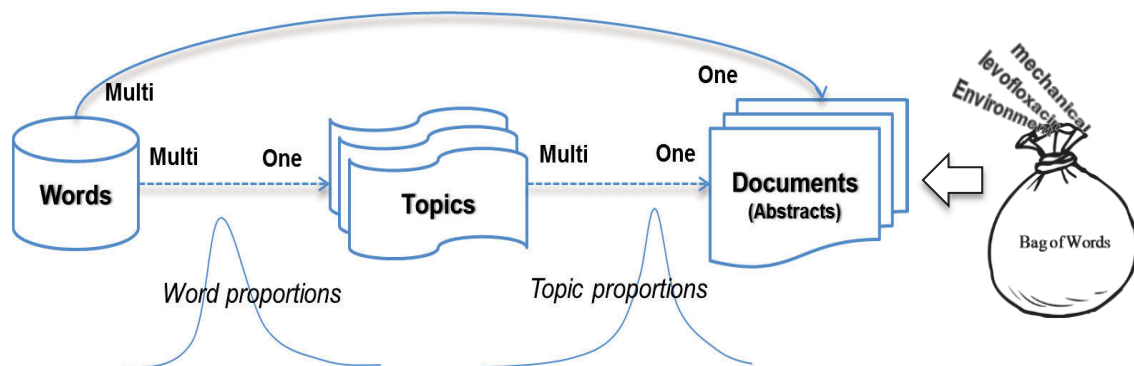 Multi
One
Multi
One
Multi
One
Words
Topics
Documents
(Abstracts)
Word proportions
Topic proportions
mechanical
levofloxacin
Environment
Bag of Words